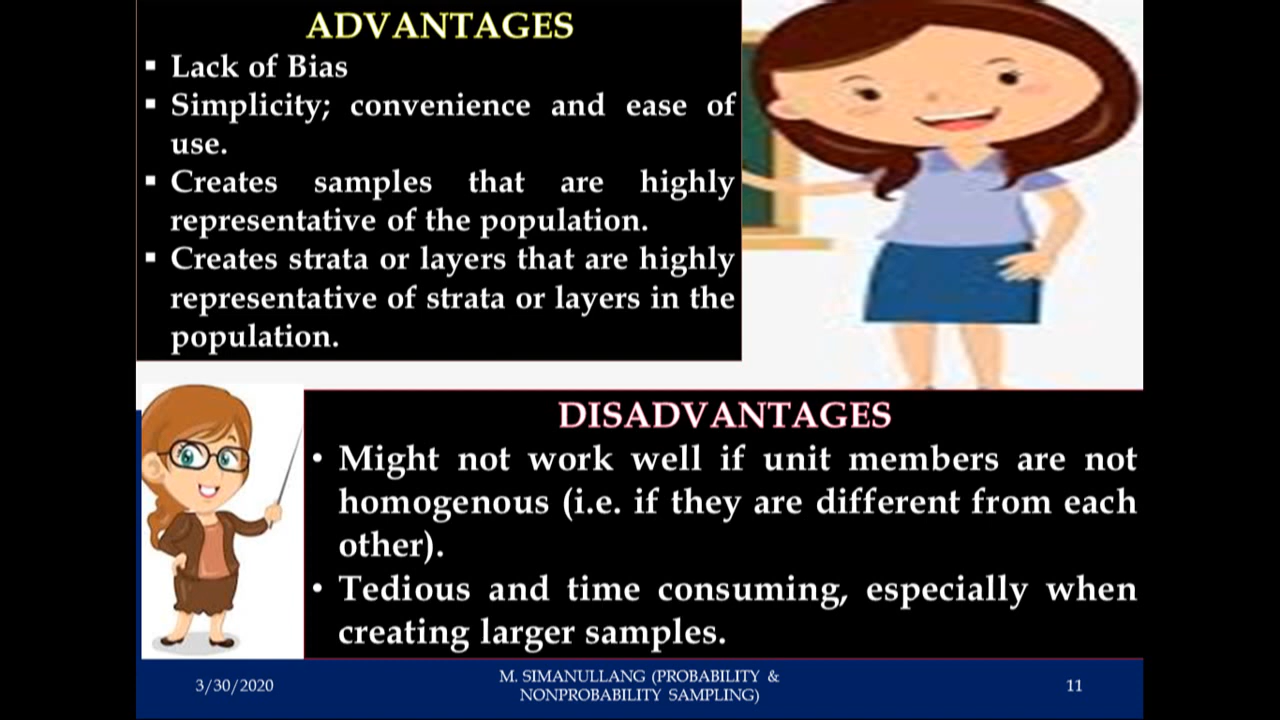 ADVANTAGES
▪ Lack of Bias
▪ Simplicity; convenience and ease of
use.
▪ Creates samples that are highly
representative of the population.
▪ Creates strata or layers that are highly
representative of strata or layers in the
population.
DISADVANTAGES
• Might not work well if unit members are not
homogenous (i.e. if they are different from each
other).
• Tedious and time consuming, especially when
creating larger samples.
3/30/2020
M. SIMANULLANG (PROBABILITY &
NONPROBABILITY SAMPLING)
11